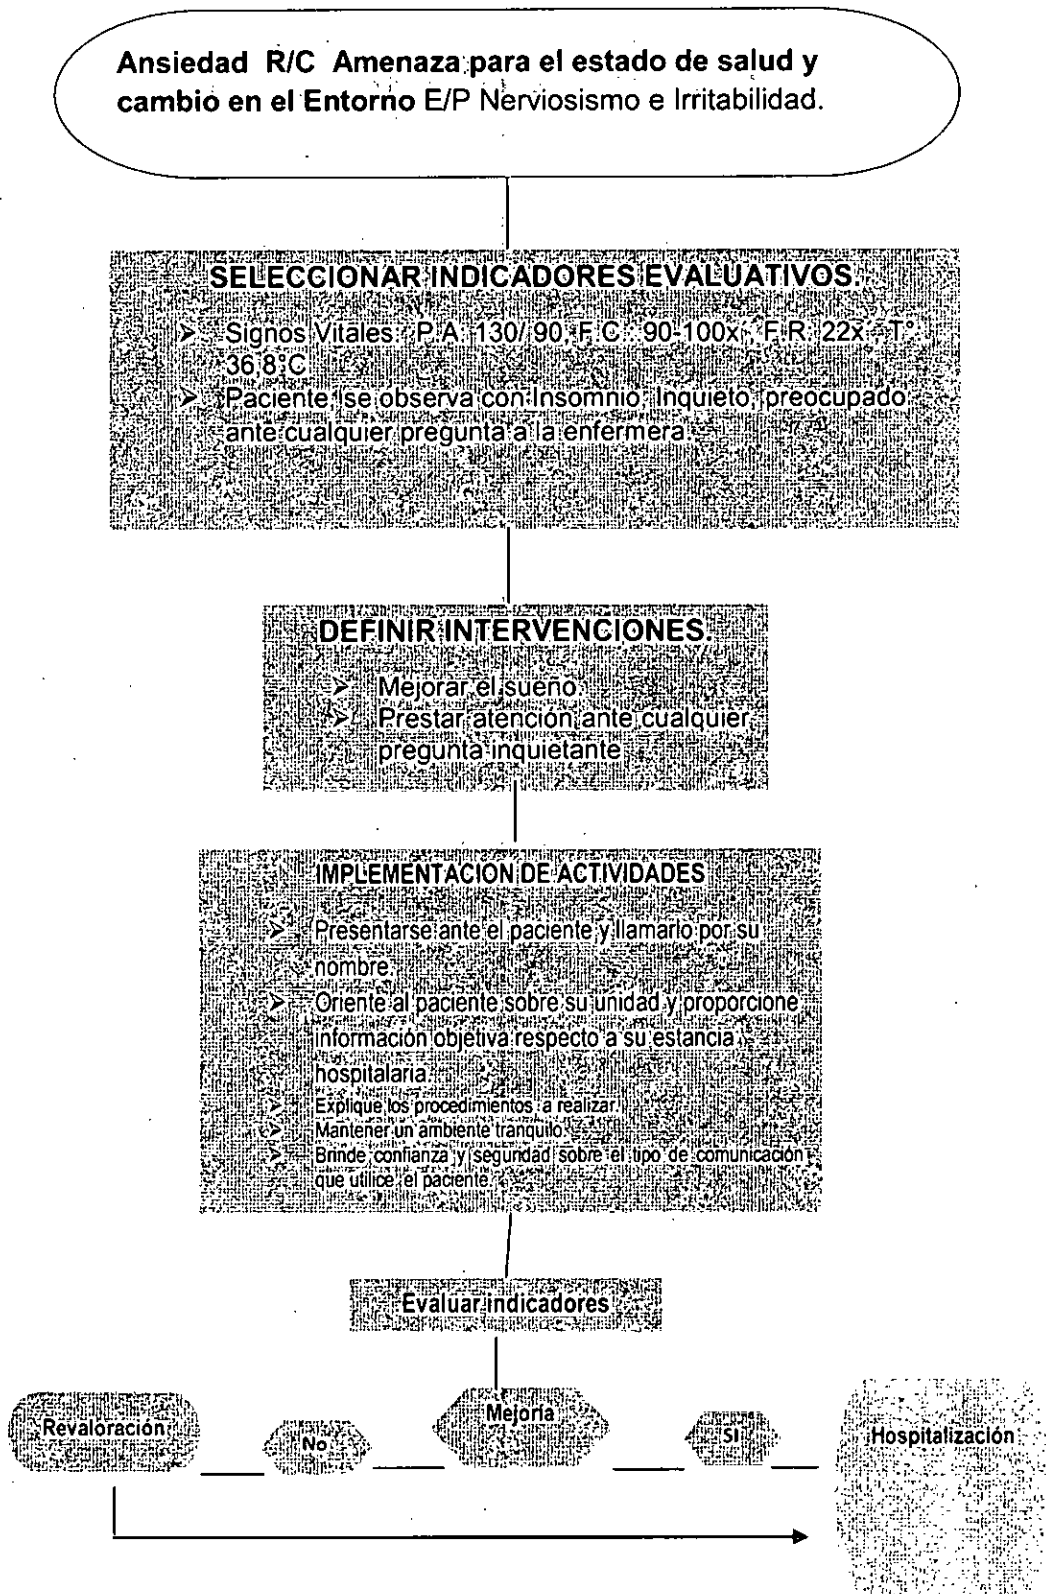 Ansiedad R/C Amenaza para el estado de salud y
cambio en el Entorno E/P Nerviosismo e Irritabilidad.
SELECCIONAR INDICADORES EVALUATIVOS.
➢ Signos Vitales: P.A: 130/ 90, F.C: 90-100x', F.R: 22x', T°:
36,8°C
➢ Paciente, se observa con Insomnio, Inquieto, preocupado
ante cualquier pregunta a la enfermera.
DEFINIR INTERVENCIONES.
➢ Mejorar el sueno.
➢ Prestar atención ante cualquier
pregunta inquietante
IMPLEMENTACION DE ACTIVIDADES
➢ Presentarse ante el paciente y llamarlo por su
nombre.
➢ Oriente al paciente sobre su unidad y proporcione
información objetiva respecto a su estancia
hospitalaria.
➢ Explique los procedimientos a realizar.
➢ Mantener un ambiente tranquilo.
➢ Brinde confianza y seguridad sobre el tipo de comunicación
que utilice el paciente.
Evaluar indicadores
Revaloración
No
Mejoria
SI
Hospitalización